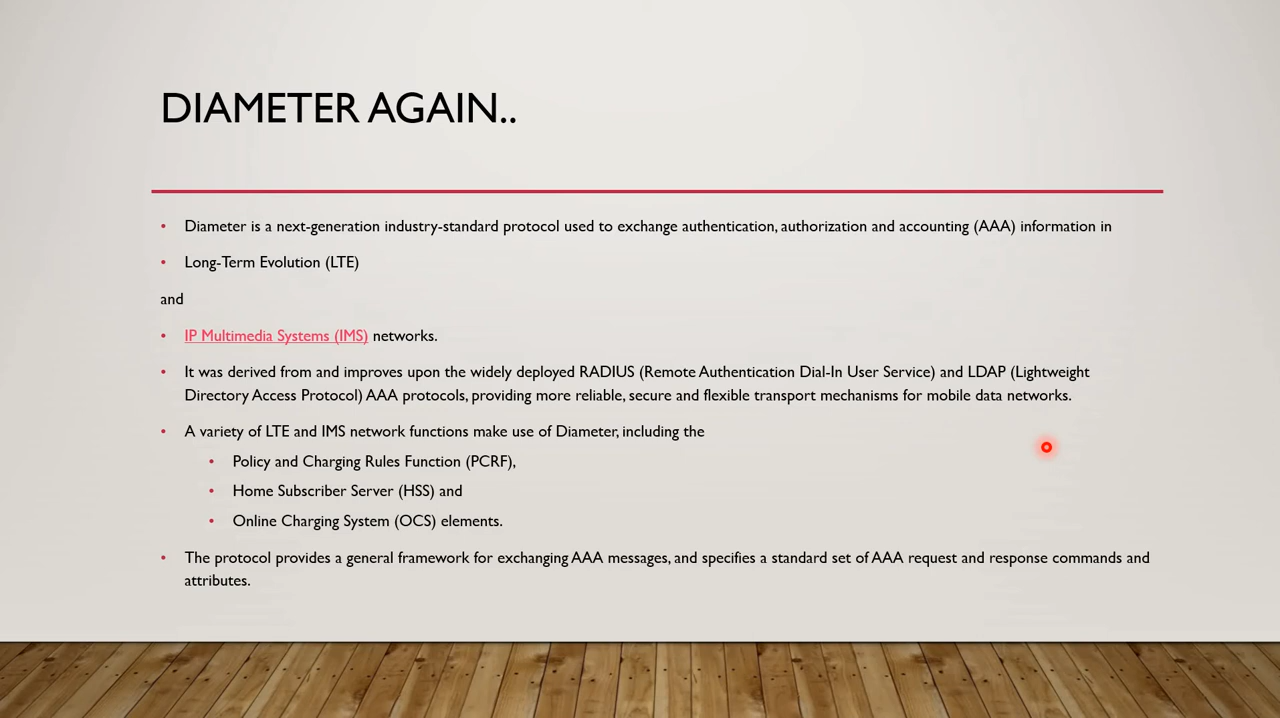 DIAMETER AGAIN..
• Diameter is a next-generation industry-standard protocol used to exchange authentication, authorization and accounting (AAA) information in
• Long-Term Evolution (LTE)
and
• IP Multimedia Systems (IMS) networks.
• It was derived from and improves upon the widely deployed RADIUS (Remote Authentication Dial-In User Service) and LDAP (Lightweight
Directory Access Protocol) AAA protocols, providing more reliable, secure and flexible transport mechanisms for mobile data networks.
• A variety of LTE and IMS network functions make use of Diameter, including the
• Policy and Charging Rules Function (PCRF),
• Home Subscriber Server (HSS) and
• Online Charging System (OCS) elements.
• The protocol provides a general framework for exchanging AAA messages, and specifies a standard set of AAA request and response commands and
attributes.